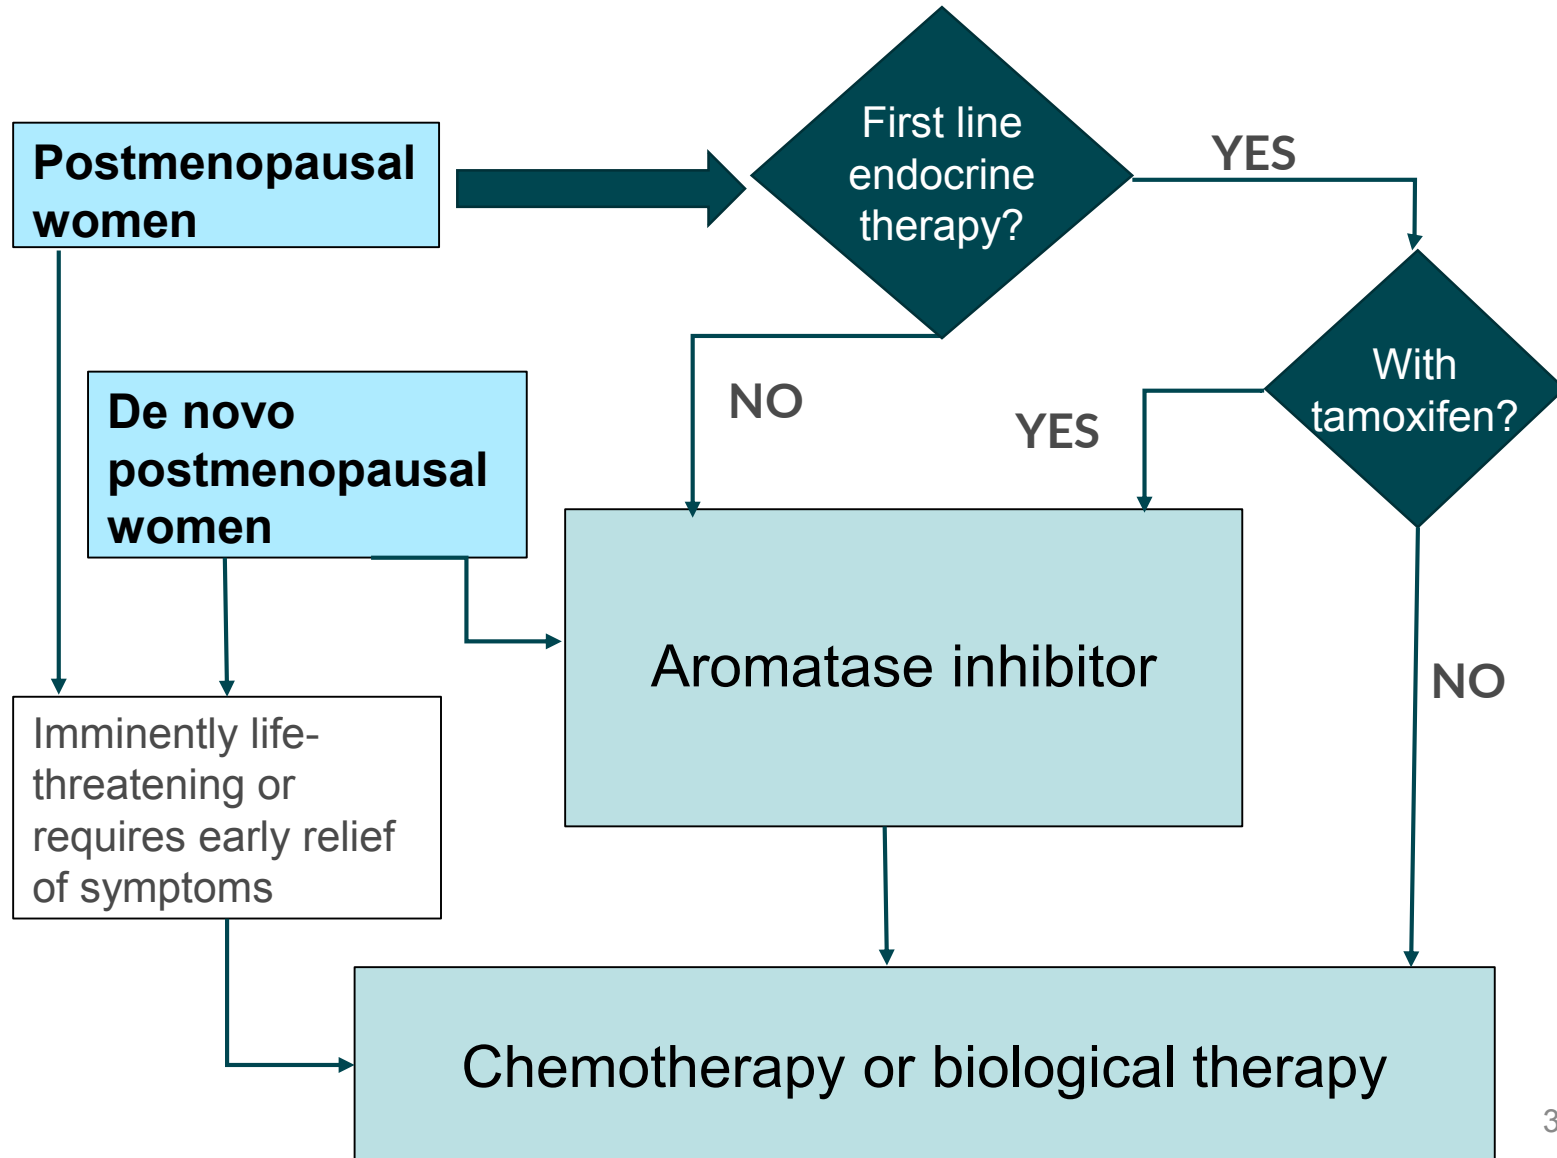 First line
endocrine
therapy?
YES
Postmenopausal
women
With
tamoxifen?
NO
YES
De novo
postmenopausal
women
Aromatase inhibitor
NO
Imminently life-
threatening or
requires early relief
of symptoms
Chemotherapy or biological therapy
3